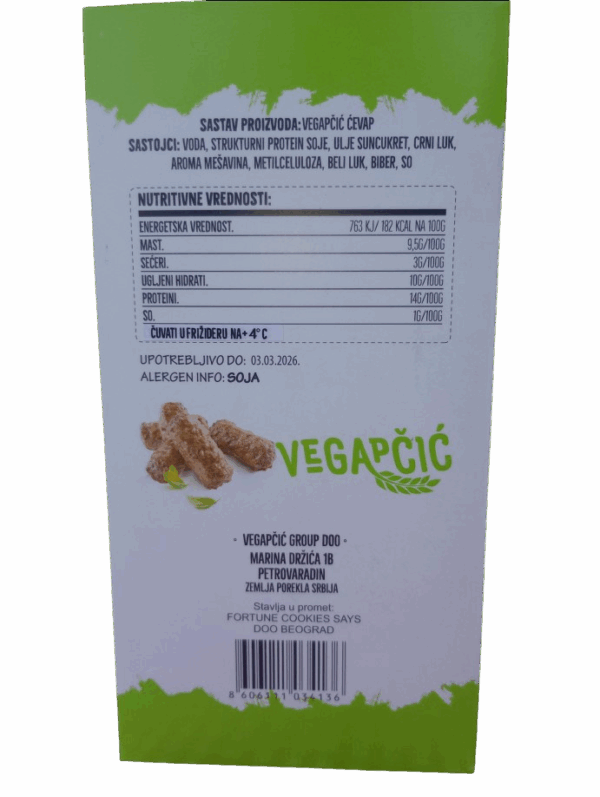 SASTAV PROIZVODA: VEGAPČIĆ ĆEVAP
SASTOJCI: VODA, STRUKTURNI PROTEIN SOJE, ULJE SUNCUKRET, CRNI LUK,
AROMA MEŠAVINA, METILCELULOZA, BELI LUK, BIBER, SO
NUTRITIVNE VREDNOSTI:
ENERGETSKA VREDNOST. 763 KJ/ 182 KCAL NA 100G
MAST. 9,5G/100G
SEĆERI. 3G/100G
UGLJENI HIDRATI. 10G/100G
PROTEINI. 14G/100G
SO. 1G/100G
ČUVATI U FRIŽIDERU NA+4°C
UPOTREBLJIVO DO: 03.03.2026.
ALERGEN INFO: SOJA
VEGAPČIĆ
• VEGAPČIĆ GROUP DOO •
MARINA DRŽIĆA 1B
PETROVARADIN
ZEMLJA POREKLA SRBIJA
Stavlja u promet:
FORTUNE COOKIES SAYS
DOO BEOGRAD
8 606311 034136